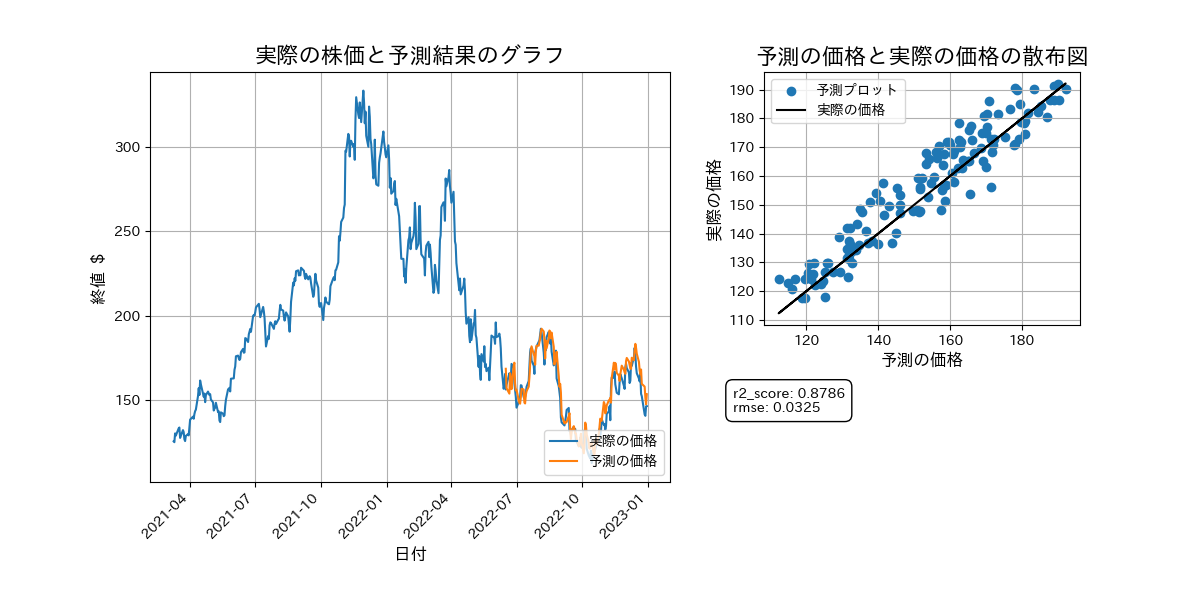 実際の株価と予測結果のグラフ
終値 $
300
250
200
150
2021-04
2021-07
2021-10
2022-01
2022-04
2022-07
2022-10
2023-01
日付
実際の価格
予測の価格
予測の価格と実際の価格の散布図
実際の価格
190
180
170
160
150
140
130
120
110
120
140
160
180
予測の価格
予測プロット
実際の価格
r2_score: 0.8786
rmse: 0.0325